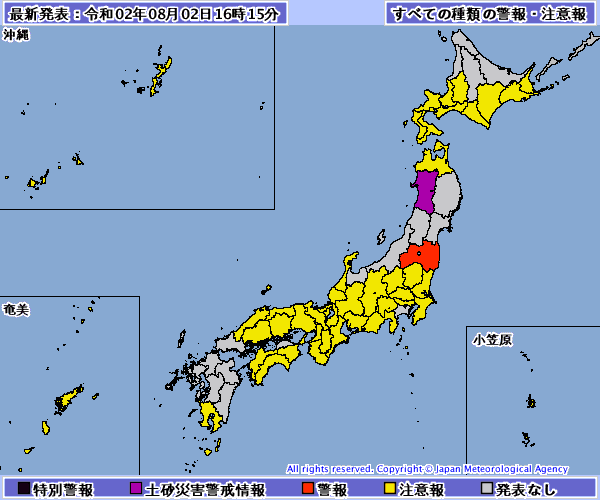 最新発表：令和02年08月02日16時15分
すべての種類の警報・注意報
沖縄
奄美
小笠原
All rights reserved. Copyright © Japan Meteorological Agency
特別警報 土砂災害警戒情報 警報 注意報 発表なし